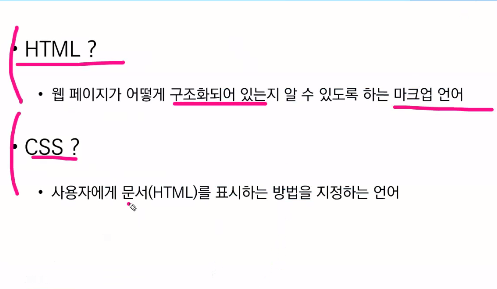 • HTML ?
• 웹 페이지가 어떻게 구조화되어 있는지 알 수 있도록 하는 마크업 언어
• CSS ?
• 사용자에게 문서(HTML)를 표시하는 방법을 지정하는 언어